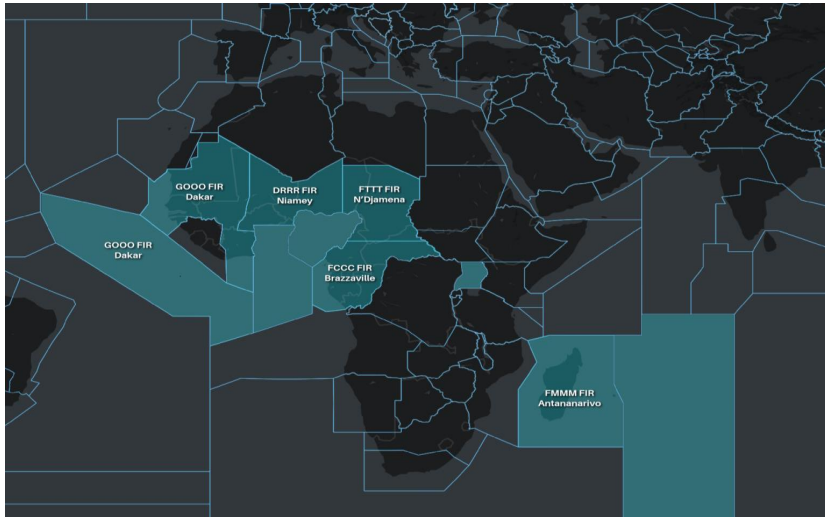 GOOO FIR
Dakar
DRRR FIR
Niamey
FTTT FIR
N'Djamena
GOOO FIR
Dakar
FCCC FIR
Brazzaville
FMMM FIR
Antananarivo